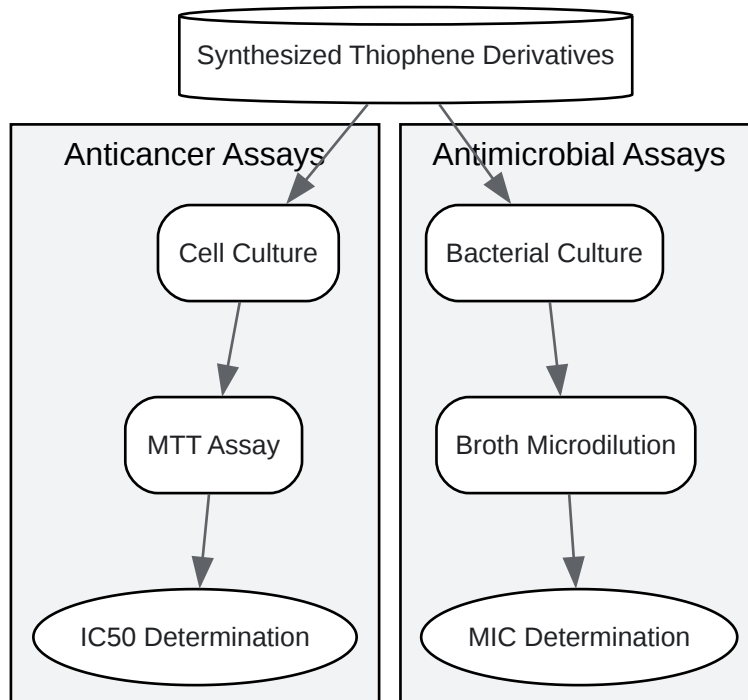 Synthesized Thiophene Derivatives
Anticancer Assays
Cell Culture
MTT Assay
IC50 Determination
Antimicrobial Assays
Bacterial Culture
Broth Microdilution
MIC Determination